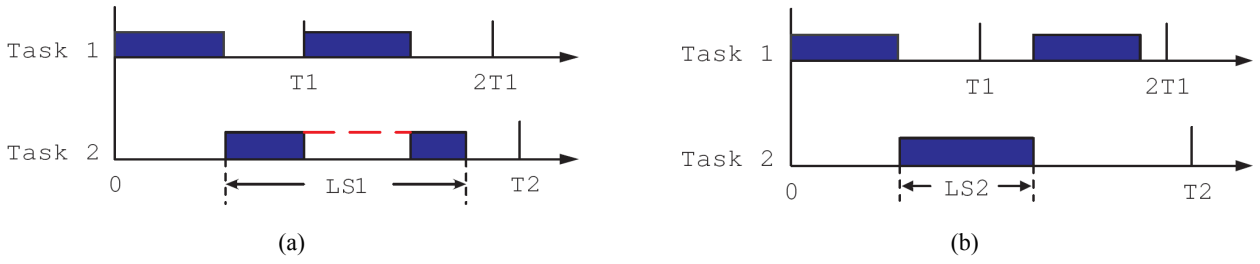 Task 1
T1
2T1
Task 2
0
LS1
T2
(a)
Task 1
T1
2T1
Task 2
0
LS2
T2
(b)